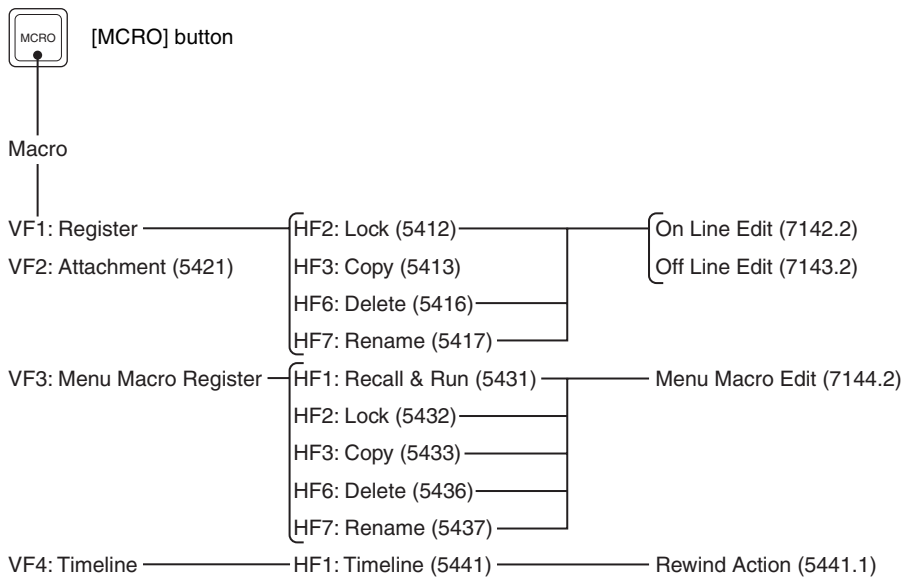 MCRO [MCRO] button
Macro
VF1: Register HF2: Lock (5412) On Line Edit (7142.2)
VF2: Attachment (5421) HF3: Copy (5413) Off Line Edit (7143.2)
HF6: Delete (5416)
HF7: Rename (5417)
VF3: Menu Macro Register HF1: Recall & Run (5431) Menu Macro Edit (7144.2)
HF2: Lock (5432)
HF3: Copy (5433)
HF6: Delete (5436)
HF7: Rename (5437)
VF4: Timeline HF1: Timeline (5441) Rewind Action (5441.1)